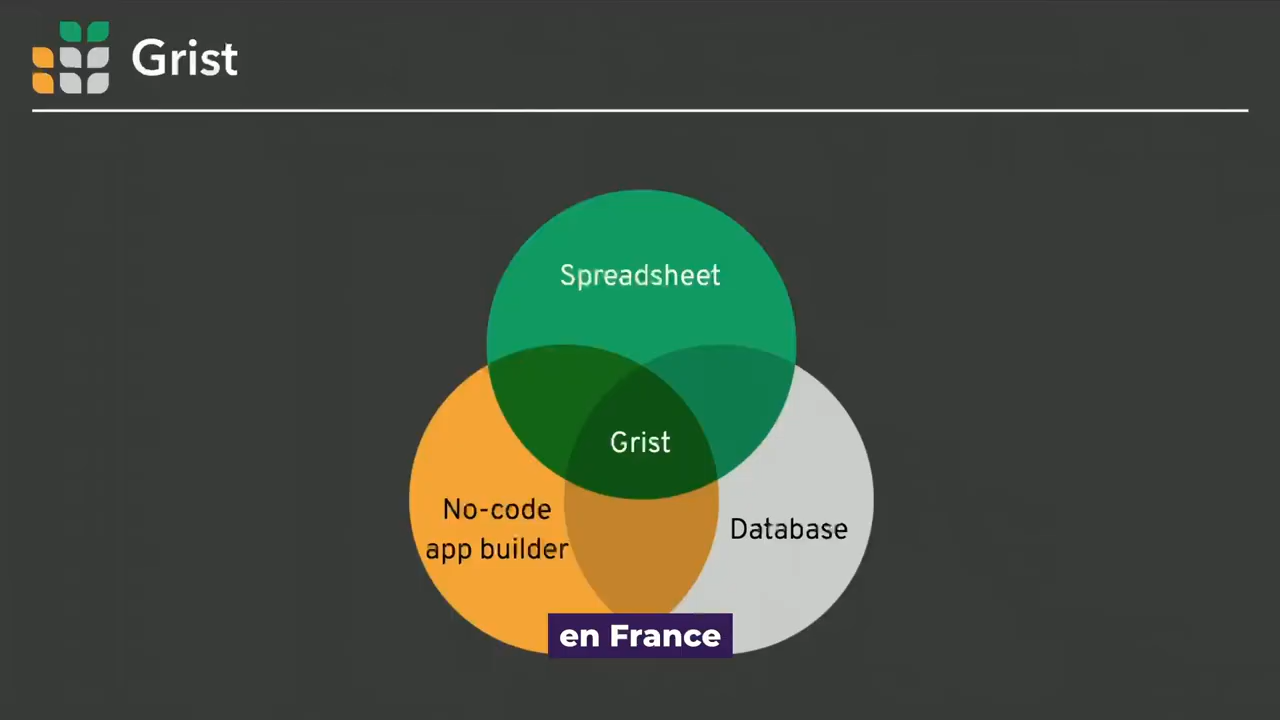 Grist
Spreadsheet
Grist
No-code
app builder
Database
en France